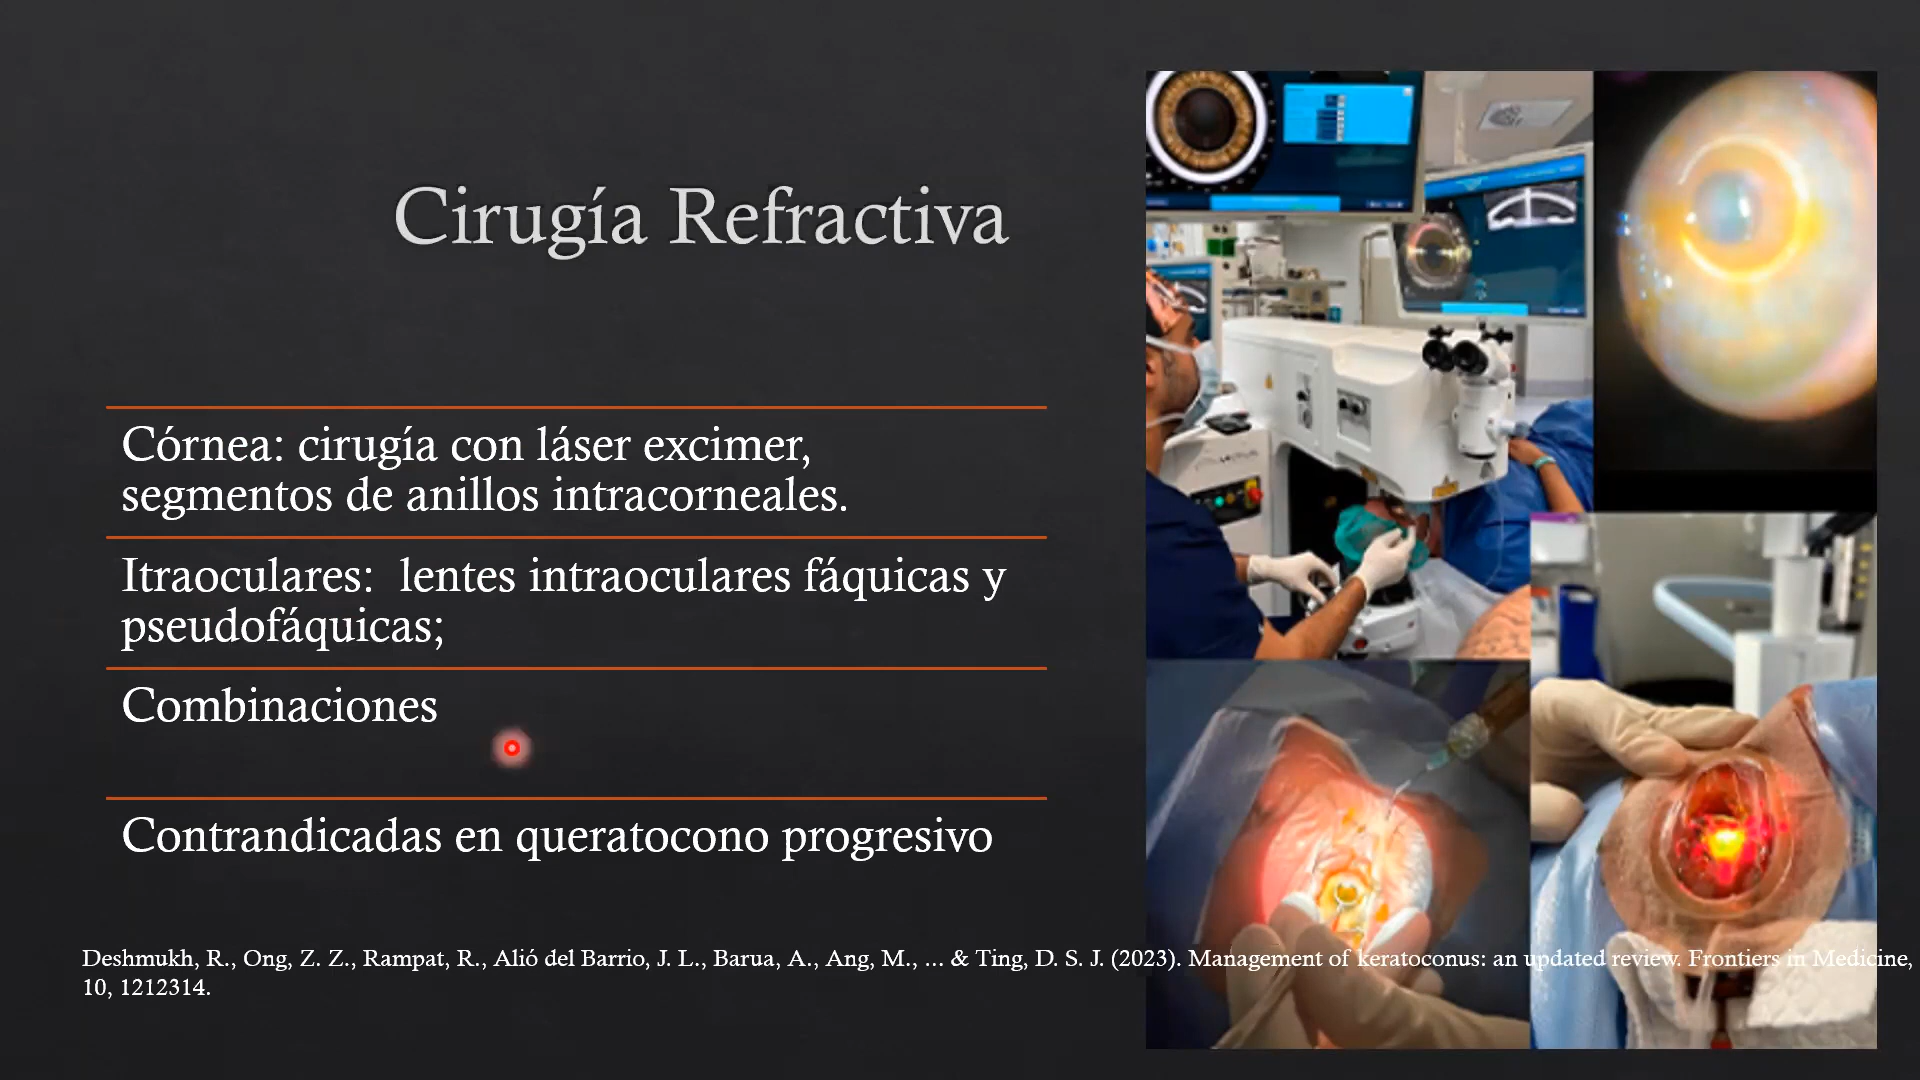 Cirugía Refractiva
Córnea: cirugía con láser excimer,
segmentos de anillos intracorneales.
Itraoculares:  lentes intraoculares fáquicas y
pseudofáquicas;
Combinaciones
Contrandicadas en queratocono progresivo
Deshmukh, R., Ong, Z. Z., Rampat, R., Alió del Barrio, J. L., Barua, A., Ang, M., ... & Ting, D. S. J. (2023). Management of keratoconus: an updated review. Frontiers in Medicine,
10, 1212314.